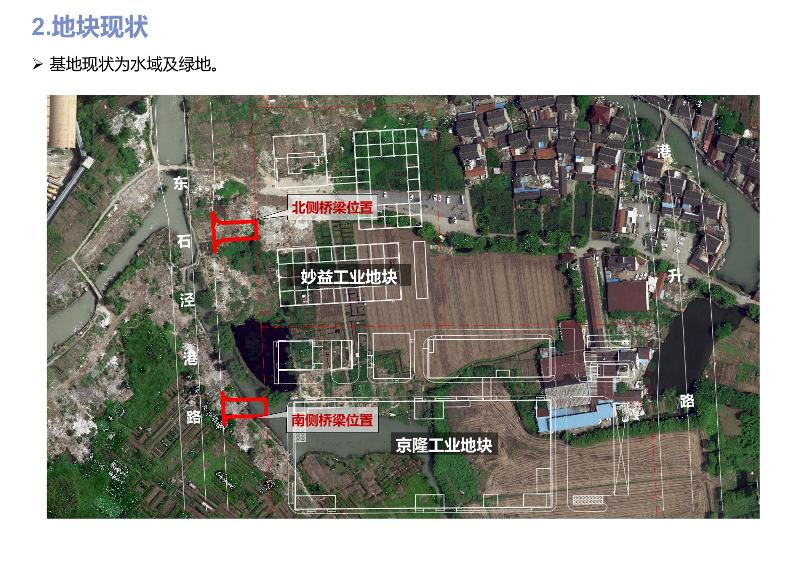 2.地块现状
➢ 基地现状为水域及绿地。
东石泾港路
港升路
北侧桥梁位置
妙益工业地块
南侧桥梁位置
京隆工业地块